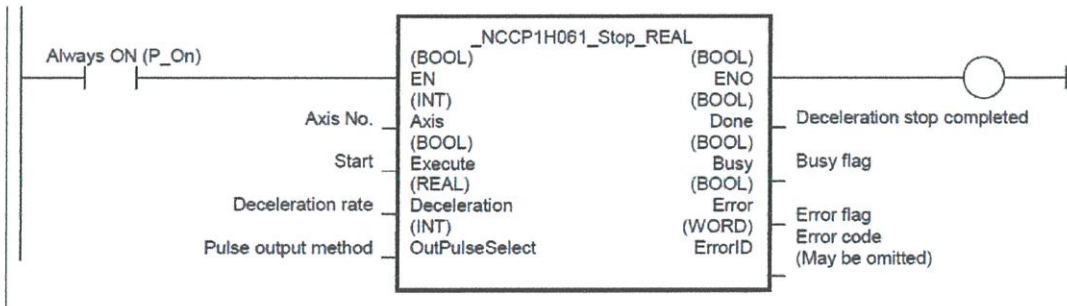 _NCCP1H061_Stop_REAL
Always ON (P_On)
(BOOL) (BOOL)
EN ENO
(INT) (BOOL)
Axis No. Axis Done Deceleration stop completed
(BOOL) (BOOL)
Start Execute Busy Busy flag
(REAL) (BOOL)
Deceleration rate Deceleration Error Error flag
(INT) (WORD)
Pulse output method OutPulseSelect ErrorID Error code
(May be omitted)